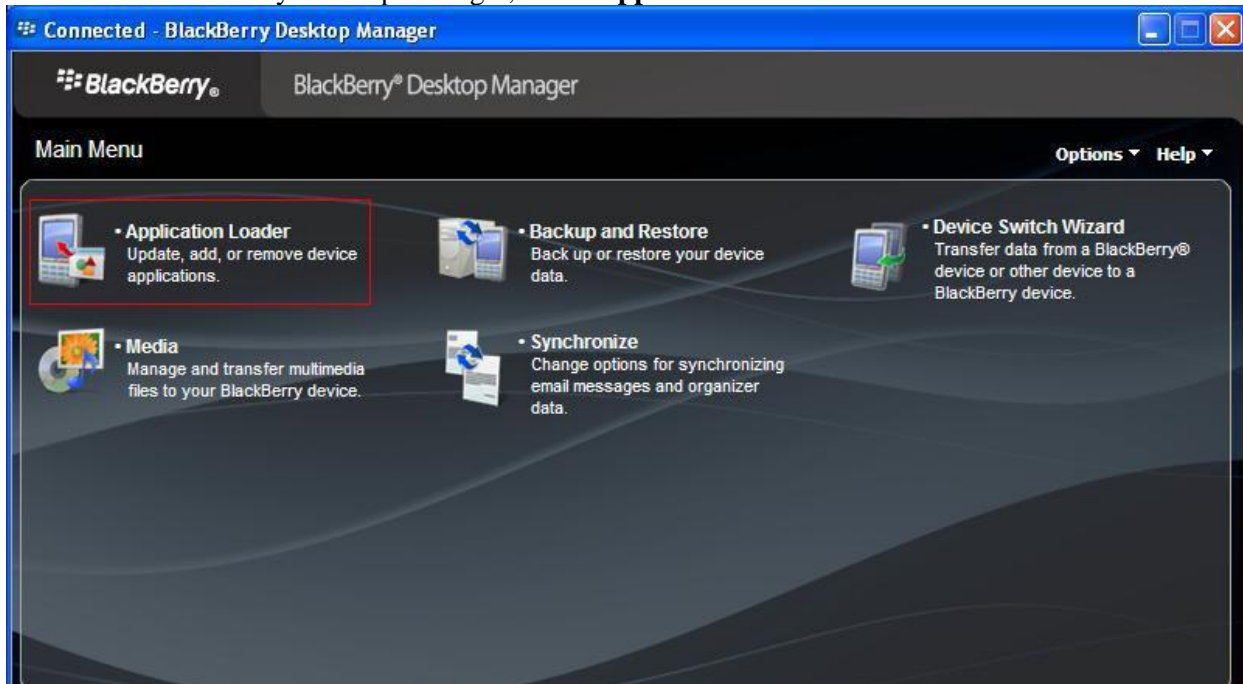 Connected - BlackBerry Desktop Manager
BlackBerry®
BlackBerry® Desktop Manager
Main Menu
Options
Help
• Application Loader
Update, add, or remove device
applications.
• Backup and Restore
Back up or restore your device
data.
• Device Switch Wizard
Transfer data from a BlackBerry®
device or other device to a
BlackBerry device.
• Media
Manage and transfer multimedia
files to your BlackBerry device.
• Synchronize
Change options for synchronizing
email messages and organizer
data.